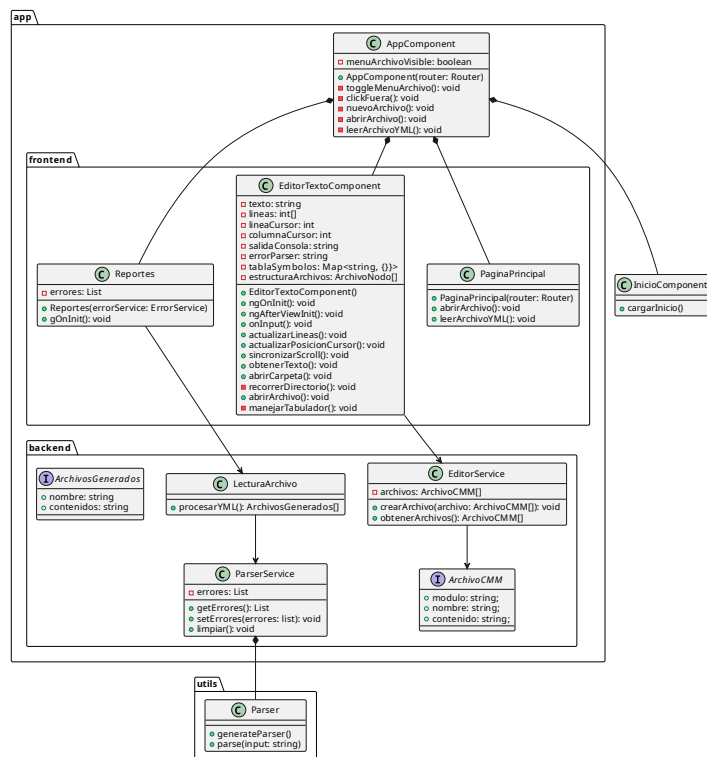 app
C AppComponent
menuArchivoVisible: boolean
AppComponent(router: Router)
toggleMenuArchivo(): void
clickFuera(): void
nuevoArchivo(): void
abrirArchivo(): void
leerArchivoYML(): void
frontend
C EditorTextoComponent
texto: string
lineas: int[]
lineaCursor: int
columnaCursor: int
salidaConsola: string
errorParser: string
tablaSymbolos: Map<string, {}}>
estructuraArchivos: ArchivoNodo[]
EditorTextoComponent()
ngOnInit(): void
ngAfterViewInit(): void
onInput(): void
actualizarLineas(): void
actualizarPosicionCursor(): void
sincronizarScroll(): void
obtenerTexto(): void
abrirCarpeta(): void
recorrerDirectorio(): void
abrirArchivo(): void
manejarTabulador(): void
C Reportes
errores: List
Reportes(errorService: ErrorService)
gOnInit(): void
C PaginaPrincipal
PaginaPrincipal(router: Router)
abrirArchivo(): void
leerArchivoYML(): void
C InicioComponent
cargarInicio()
backend
I ArchivosGenerados
nombre: string
contenidos: string
C LecturaArchivo
procesarYML(): ArchivosGenerados[]
C EditorService
archivos: ArchivoCMM[]
crearArchivo(archivo: ArchivoCMM[]): void
obtenerArchivos(): ArchivoCMM[]
C ParserService
errores: List
getErrores(): List
setErrores(errores: list): void
limpiar(): void
I ArchivoCMM
modulo: string;
nombre: string;
contenido: string;
utils
C Parser
generateParser()
parse(input: string)